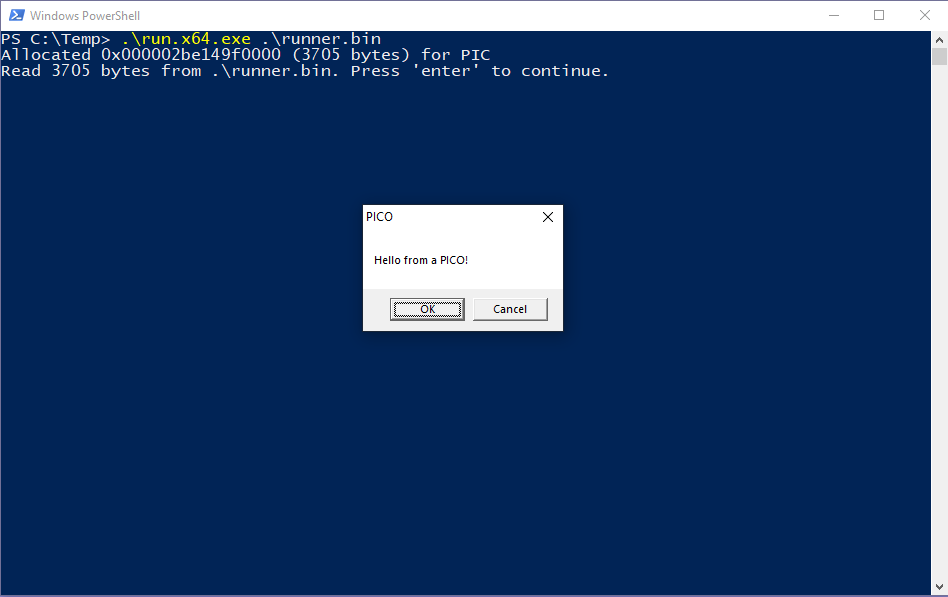 Windows PowerShell
PS C:\Temp> .\run.x64.exe .\runner.bin
Allocated 0x000002be149f0000 (3705 bytes) for PIC
Read 3705 bytes from .\runner.bin. Press 'enter' to continue.
PICO
Hello from a PICO!
OK
Cancel